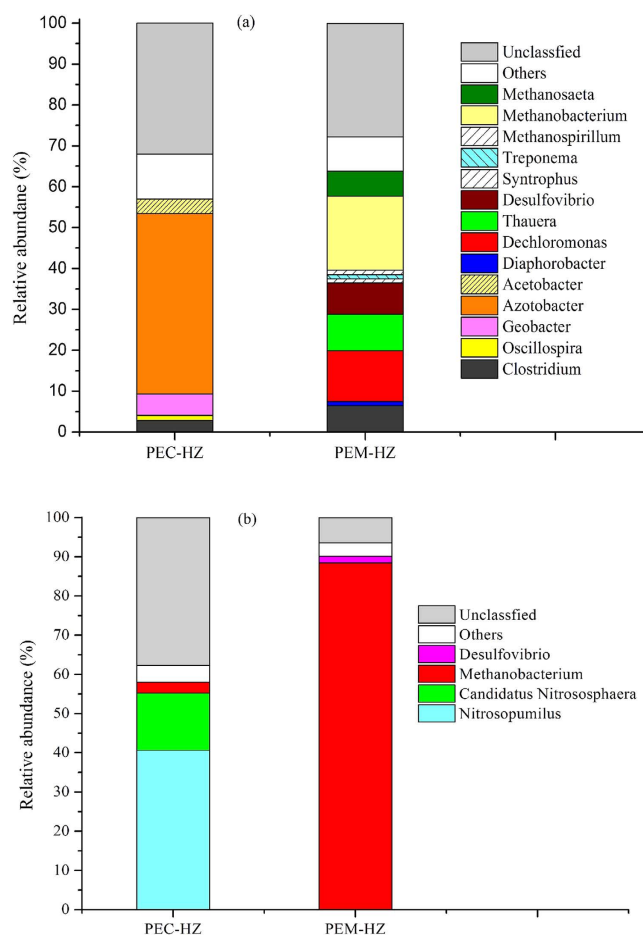 (a)
Relative abundane (%)
100
90
80
70
60
50
40
30
20
10
0
PEC-HZ
PEM-HZ
Unclassfied
Others
Methanosaeta
Methanobacterium
Methanospirillum
Treponema
Syntrophus
Desulfovibrio
Thauera
Dechloromonas
Diaphorobacter
Acetobacter
Azotobacter
Geobacter
Oscillospira
Clostridium
(b)
Relative abundance (%)
100
90
80
70
60
50
40
30
20
10
0
PEC-HZ
PEM-HZ
Unclassfied
Others
Desulfovibrio
Methanobacterium
Candidatus Nitrososphaera
Nitrosopumilus